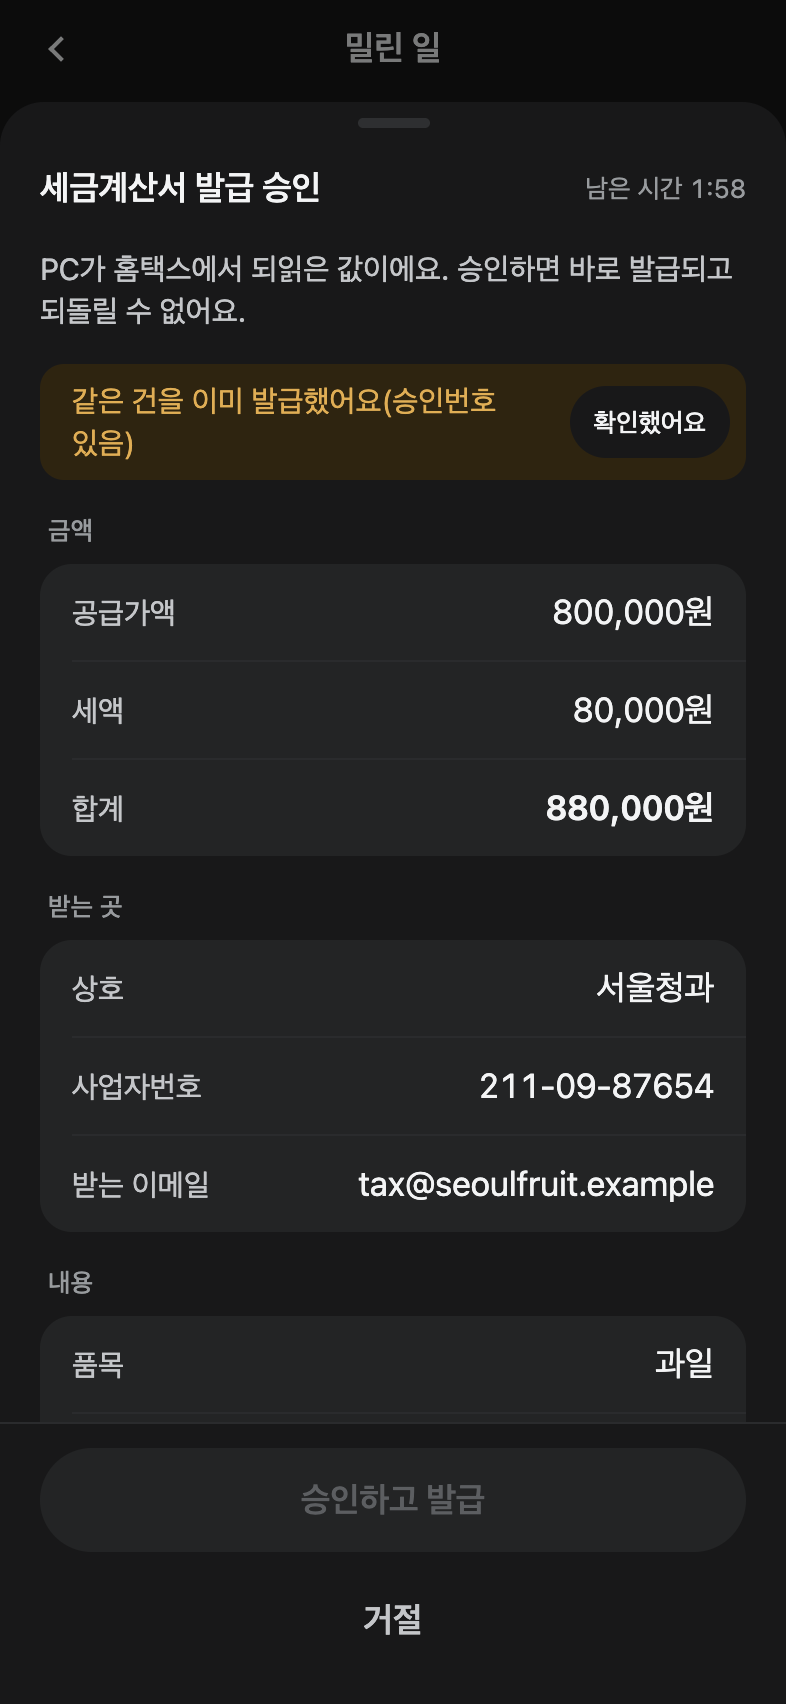 밀린 일
세금계산서 발급 승인
남은 시간 1:58
PC가 홈택스에서 되읽은 값이에요. 승인하면 바로 발급되고
되돌릴 수 없어요.
같은 건을 이미 발급했어요(승인번호
있음)
확인했어요
금액
공급가액 800,000원
세액 80,000원
합계 880,000원
받는 곳
상호 서울청과
사업자번호 211-09-87654
받는 이메일 tax@seoulfruit.example
내용
품목 과일
승인하고 발급
거절